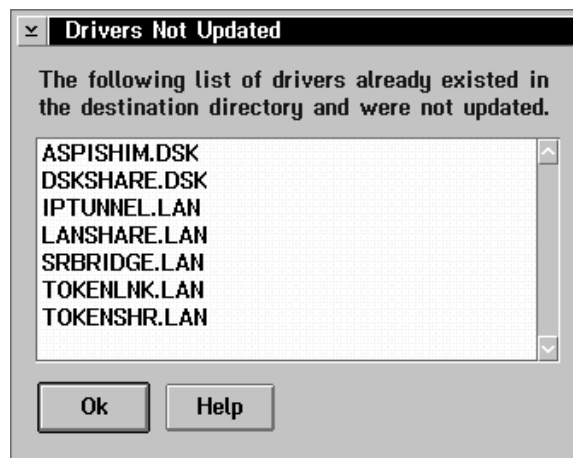 Drivers Not Updated
The following list of drivers already existed in
the destination directory and were not updated.
ASPISHIM.DSK
DSKSHARE.DSK
IPTUNNEL.LAN
LANSHARE.LAN
SRBRIDGE.LAN
TOKENLNK.LAN
TOKENSHR.LAN
Ok Help